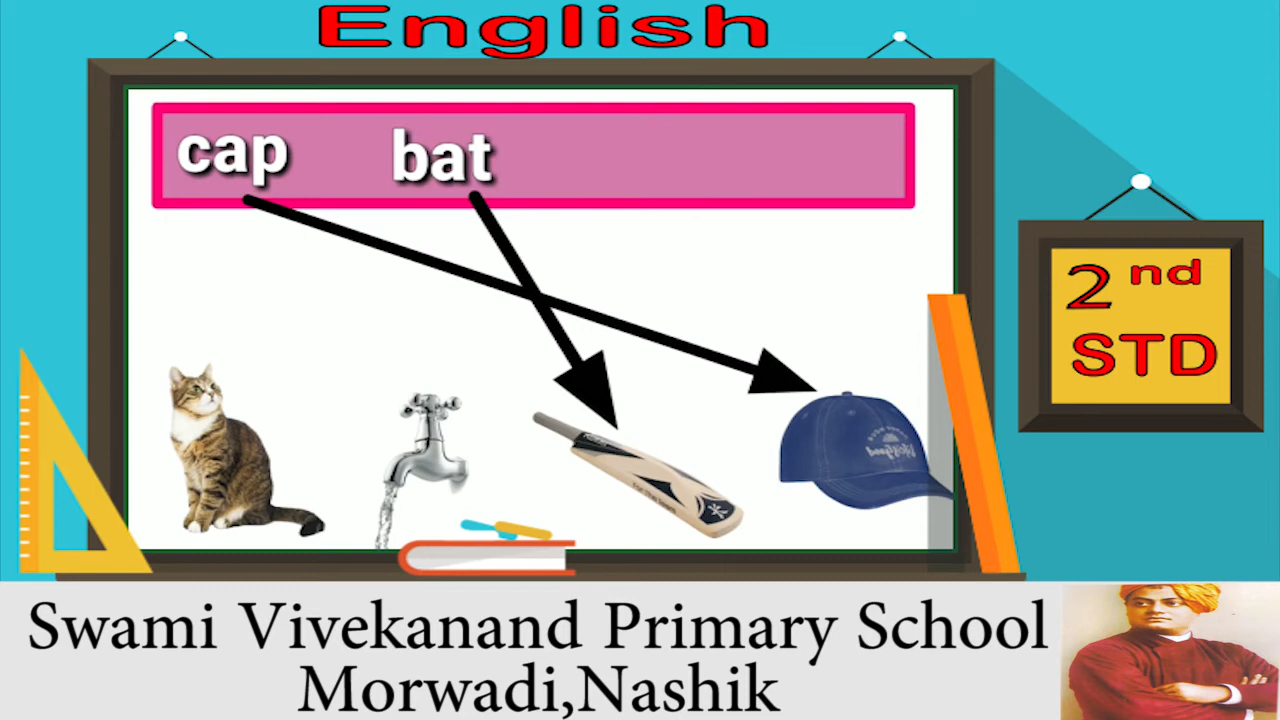 English
cap bat
2nd
STD
Swami Vivekanand Primary School
Morwadi,Nashik